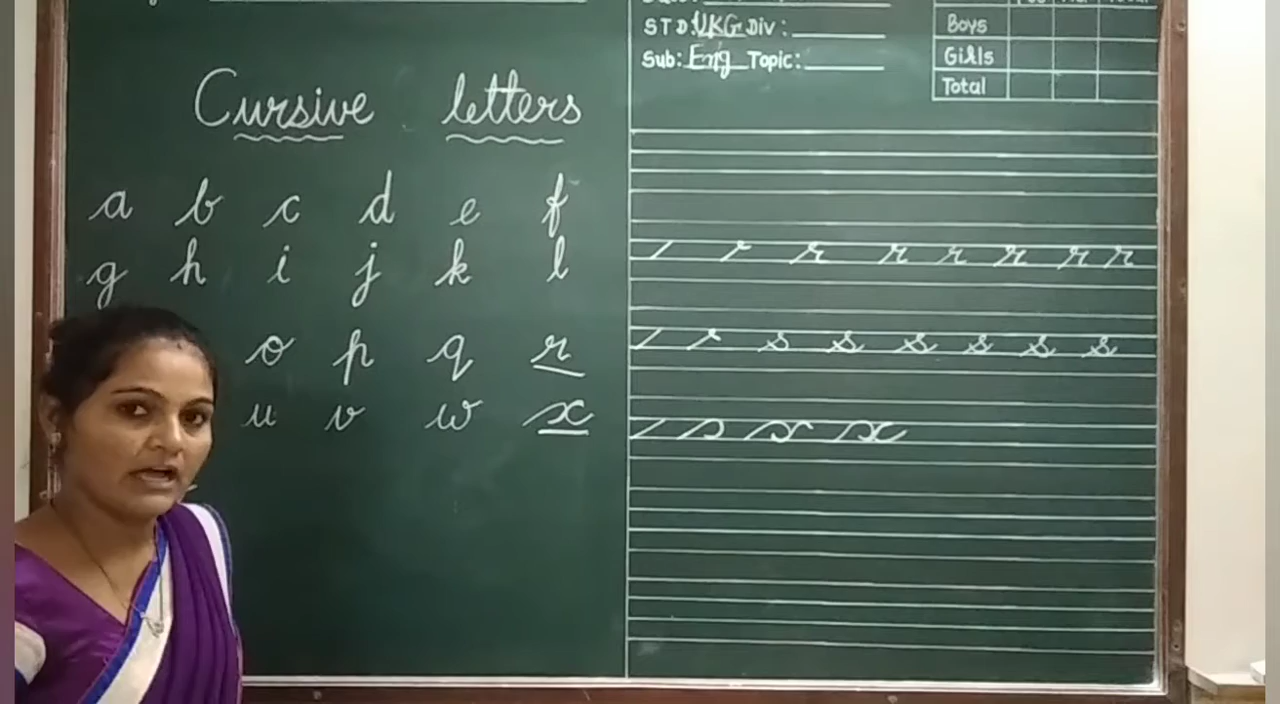 Cursive letters
a b c d e f
g h i j k l
o p q r
u v w x
STD: UKG Div :
Sub: Eng Topic:
Boys
Girls
Total
r r r r r r
s s s s s s
x